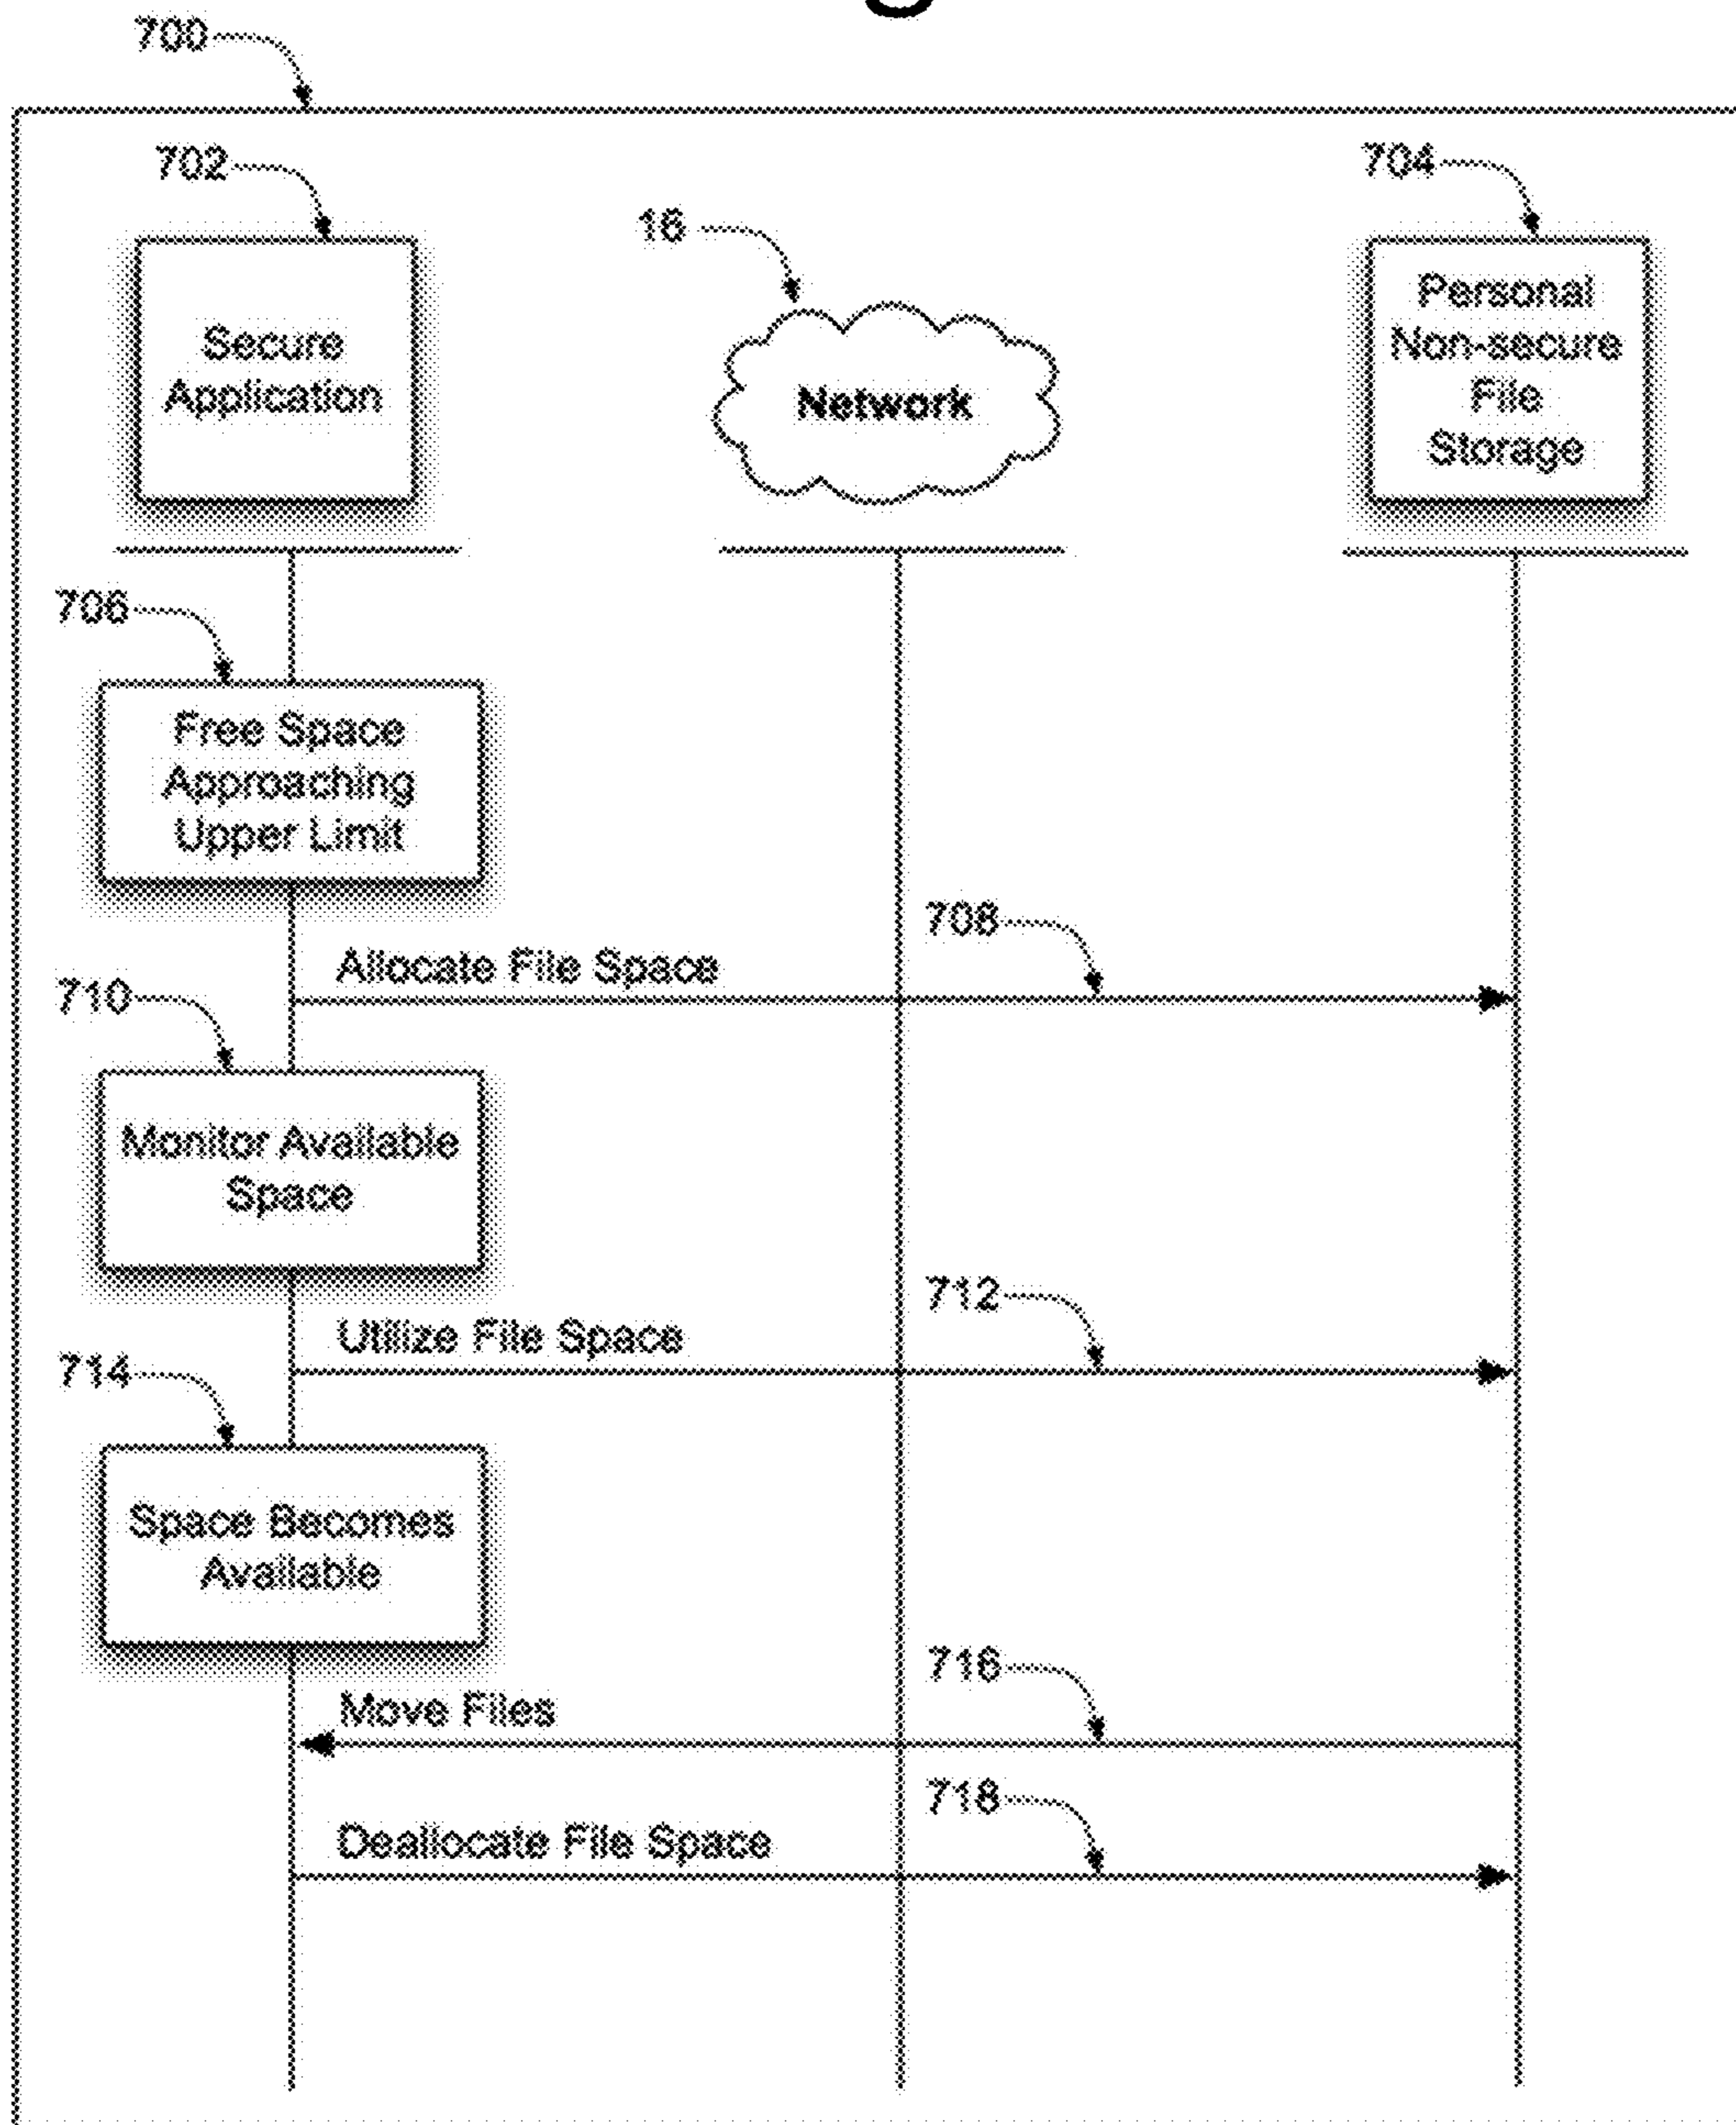 700
702
704
16
Secure
Application
Network
Personal
Non-secure
File
Storage
706
Free Space
Approaching
Upper Limit
708
Allocate File Space
710
Monitor Available
Space
712
Utilize File Space
714
Space Becomes
Available
716
Move Files
718
Deallocate File Space